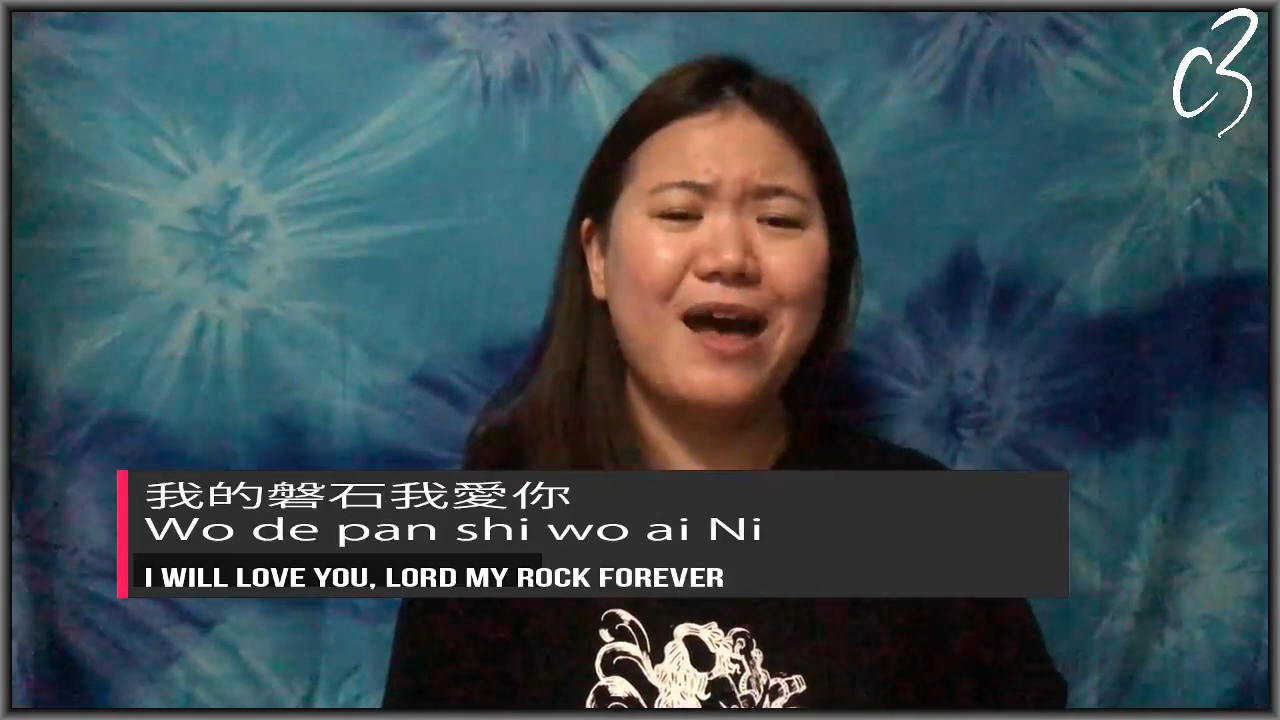 C3
我的磐石我愛你
Wo de pan shi wo ai Ni
I WILL LOVE YOU, LORD MY ROCK FOREVER